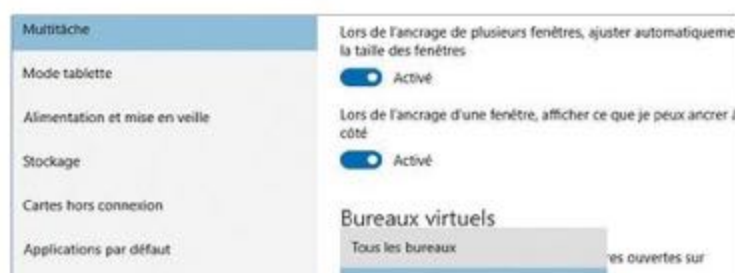 Multitâche
Mode tablette
Alimentation et mise en veille
Stockage
Cartes hors connexion
Applications par défaut
Lors de l'ancrage de plusieurs fenêtres, ajuster automatiqueme
la taille des fenêtres
Activé
Lors de l'ancrage d'une fenêtre, afficher ce que je peux ancrer à
côté
Activé
Bureaux virtuels
Tous les bureaux
es ouvertes sur